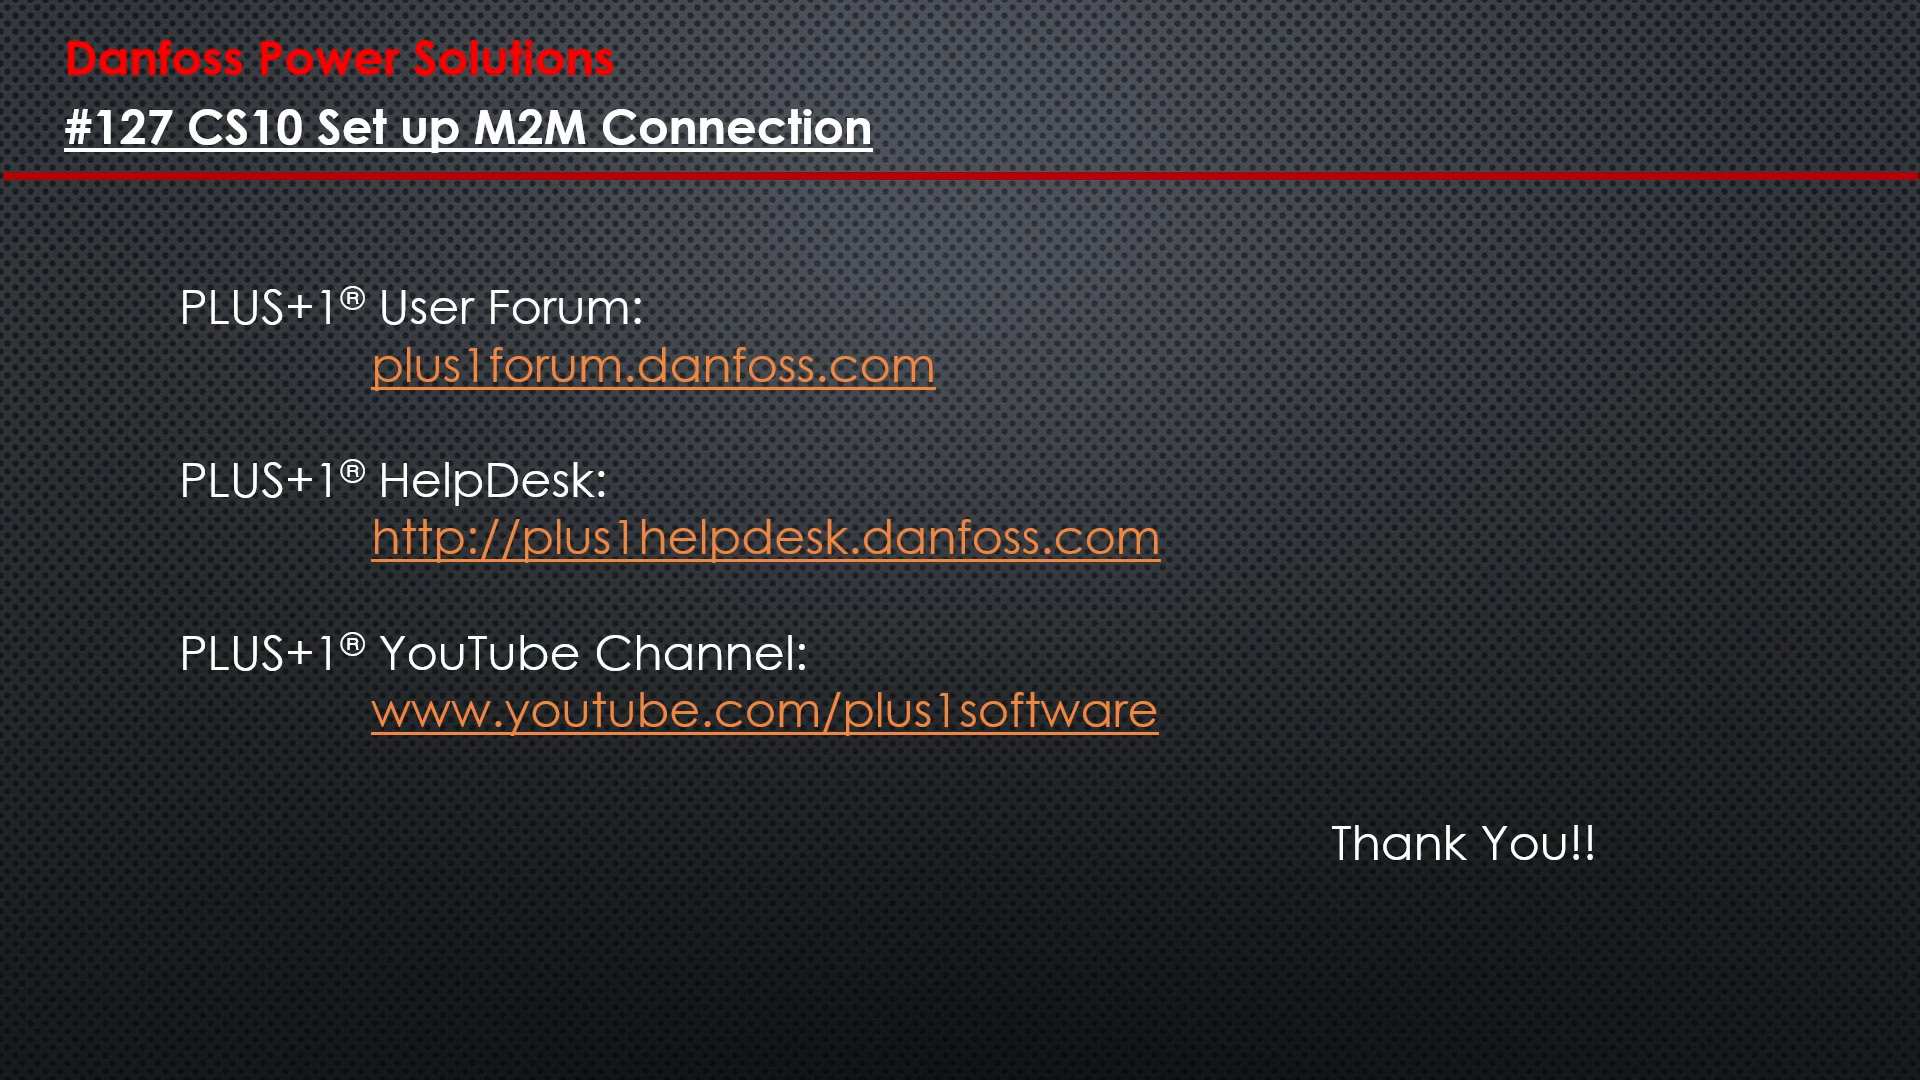 Danfoss Power Solutions
#127 CS10 Set up M2M Connection
PLUS+1® User Forum:
plus1forum.danfoss.com
PLUS+1® HelpDesk:
http://plus1helpdesk.danfoss.com
PLUS+1® YouTube Channel:
www.youtube.com/plus1software
Thank You!!